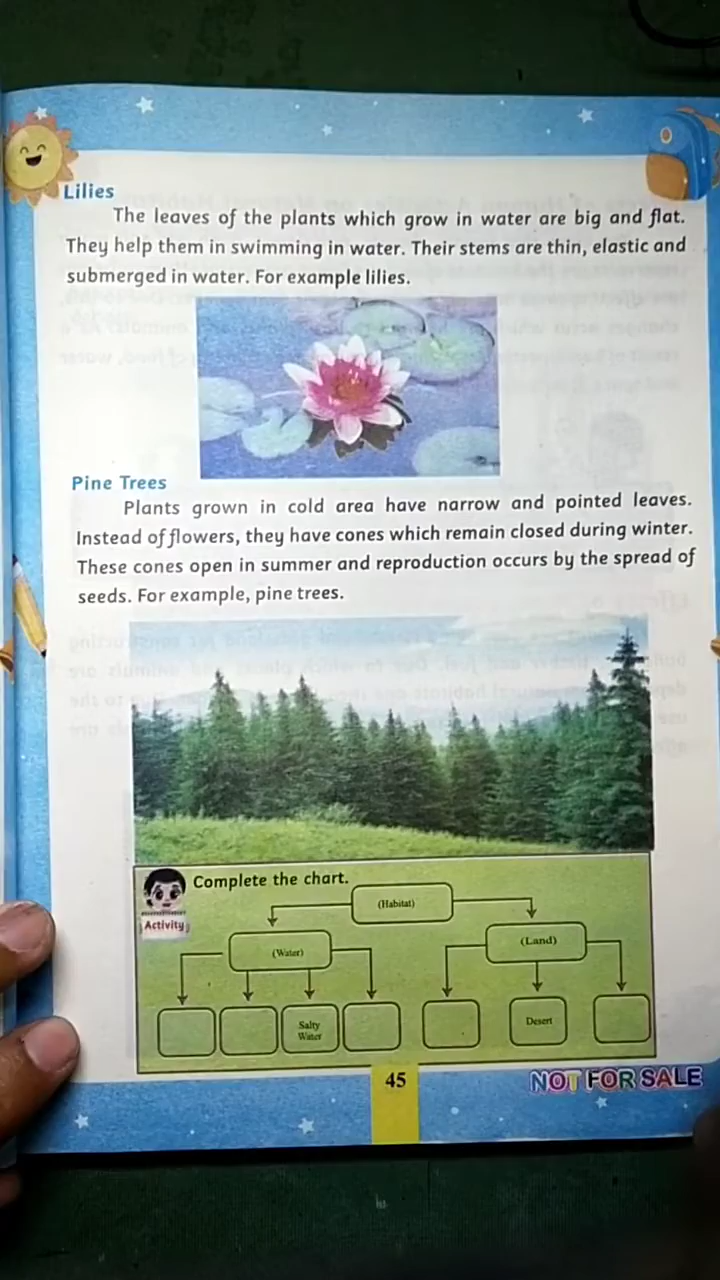 Lilies
The leaves of the plants which grow in water are big and flat.
They help them in swimming in water. Their stems are thin, elastic and
submerged in water. For example lilies.
Pine Trees
Plants grown in cold area have narrow and pointed leaves.
Instead of flowers, they have cones which remain closed during winter.
These cones open in summer and reproduction occurs by the spread of
seeds. For example, pine trees.
Complete the chart.
Activity
(Habitat)
(Water)
(Land)
Salty
Water
Desert
45
NOT FOR SALE